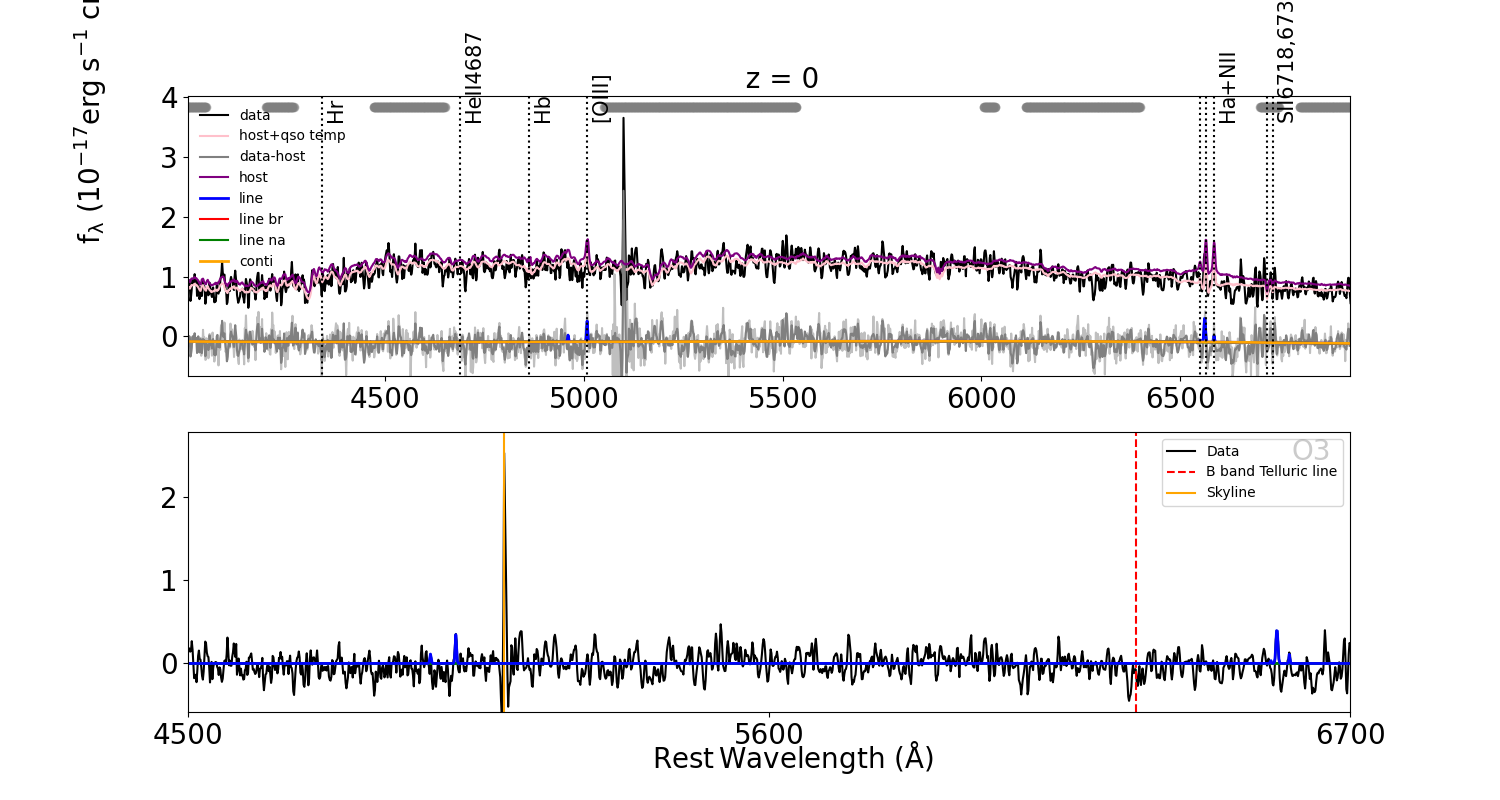 z = 0
f_λ (10^−17 erg s^−1
HeII4687
SII6718,673
Hγ
Hb
[OIII]
Ha+NII
data
host+qso temp
data-host
host
line
line br
line na
conti
4
3
2
1
0
4500 5000 5500 6000 6500
O3
Data
B band Telluric line
Skyline
2
1
0
4500 5600 6700
Rest Wavelength (Å)